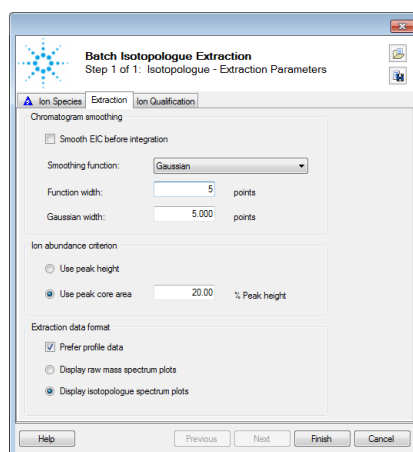 Batch Isotopologue Extraction
Step 1 of 1: Isotopologue - Extraction Parameters
Ion Species Extraction Ion Qualification
Chromatogram smoothing
Smooth EIC before integration
Smoothing function: Gaussian
Function width: 5 points
Gaussian width: 5.000 points
Ion abundance criterion
Use peak height
Use peak core area 20.00 % Peak height
Extraction data format
Prefer profile data
Display raw mass spectrum plots
Display isotopologue spectrum plots
Help Previous Next Finish Cancel